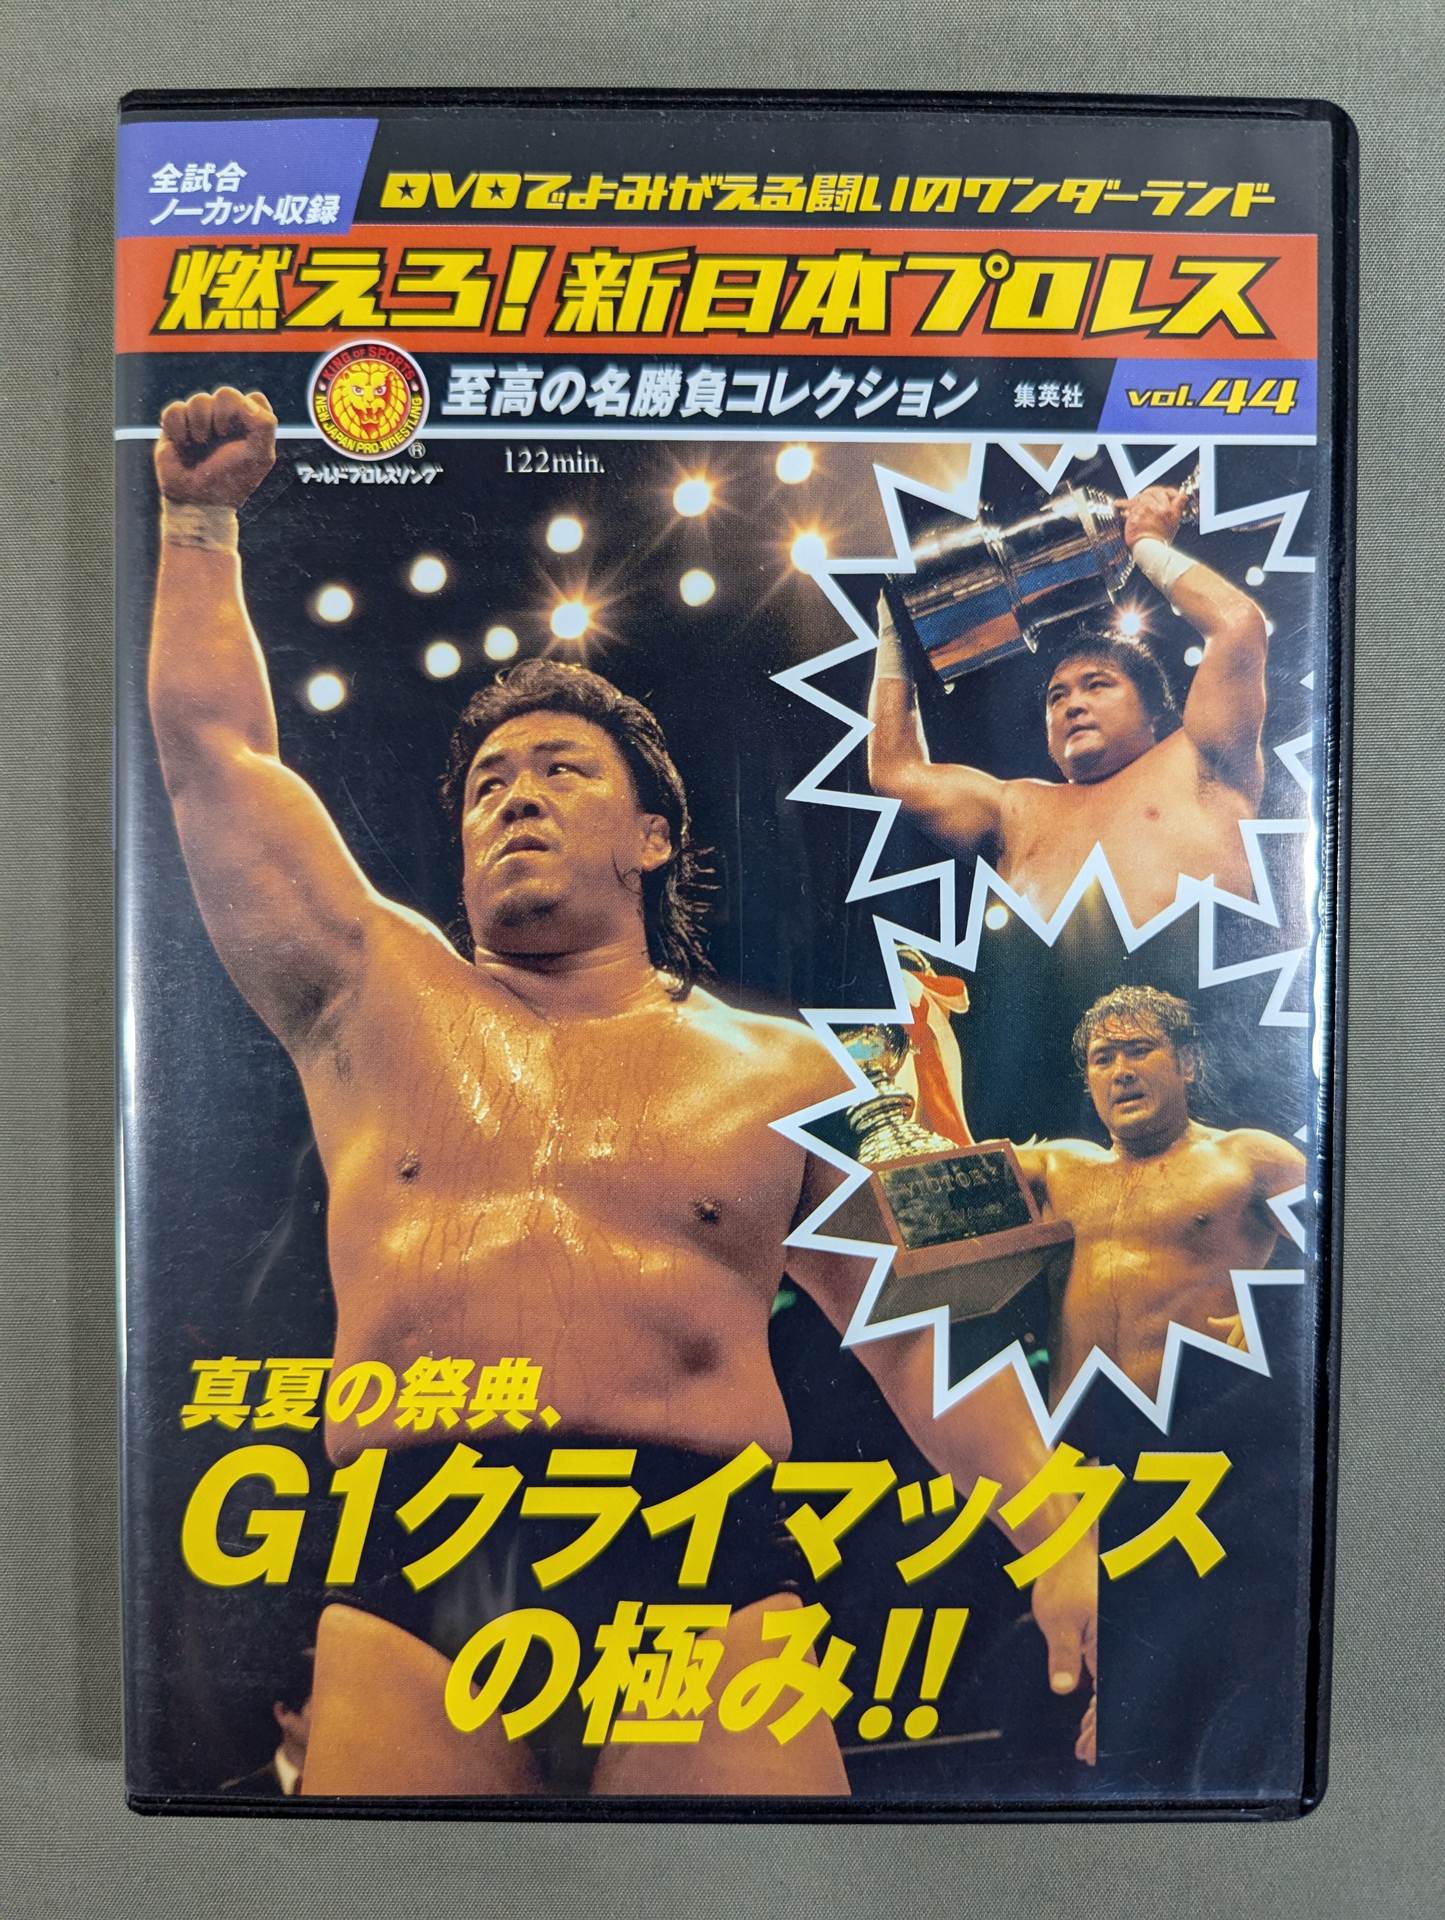 全試合
ノーカット収録
DVDでよみがえる闘いのワンダーランド
燃えろ!新日本プロレス
KING OF SPORTS
NEW JAPAN PRO-WRESTLING
®
ワールドプロレスリング
至高の名勝負コレクション
集英社
vol.44
122min.
VICTORY
真夏の祭典、
G1クライマックス
の極み!!